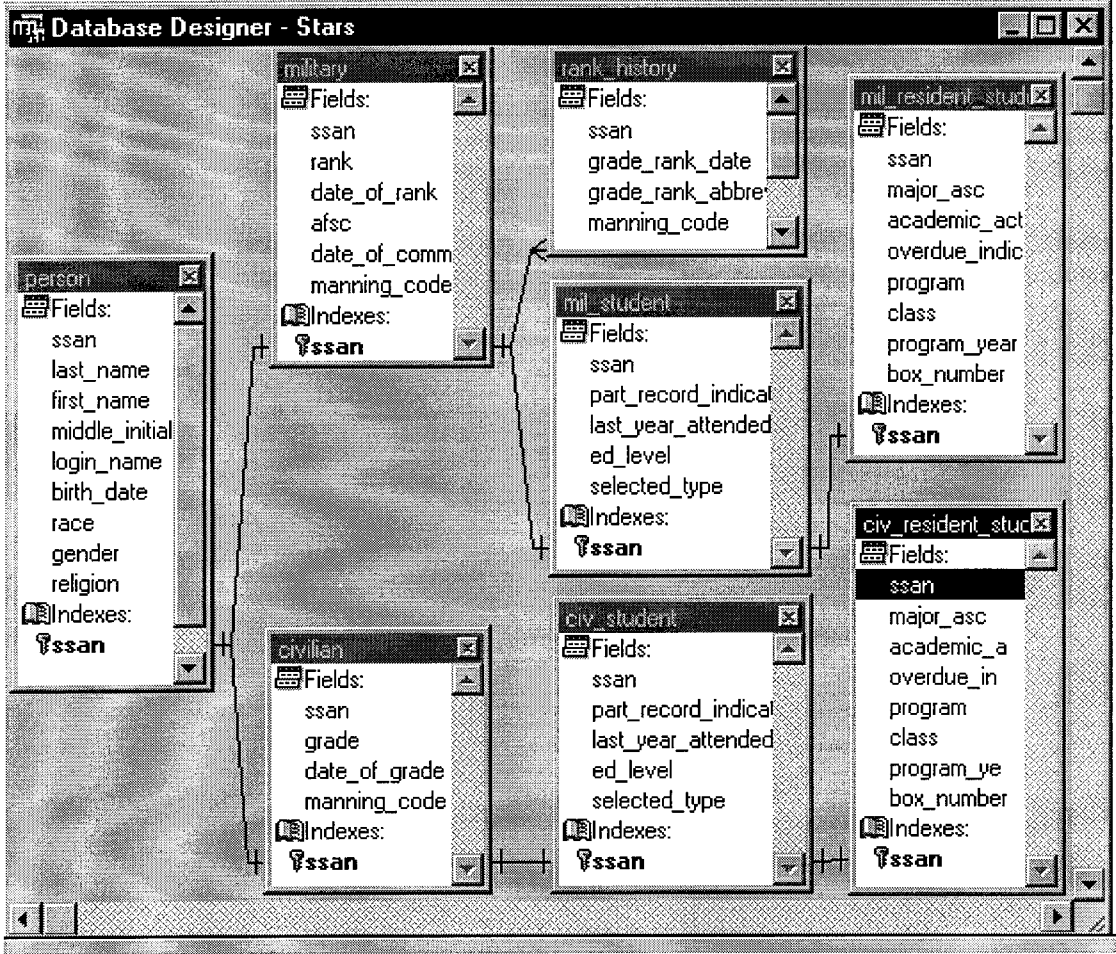 Database Designer - Stars
person
Fields:
ssan
last_name
first_name
middle_initial
login_name
birth_date
race
gender
religion
Indexes:
ssan
military
Fields:
ssan
rank
date_of_rank
afsc
date_of_comm
manning_code
Indexes:
ssan
civilian
Fields:
ssan
grade
date_of_grade
manning_code
Indexes:
ssan
rank_history
Fields:
ssan
grade_rank_date
grade_rank_abbre
manning_code
mil_student
Fields:
ssan
part_record_indicat
last_year_attended
ed_level
selected_type
Indexes:
ssan
civ_student
Fields:
ssan
part_record_indicat
last_year_attended
ed_level
selected_type
Indexes:
ssan
mil_resident_stud
Fields:
ssan
major_asc
academic_act
overdue_indic
program
class
program_year
box_number
Indexes:
ssan
civ_resident_stuc
Fields:
ssan
major_asc
academic_a
overdue_in
program
class
program_ye
box_number
Indexes:
ssan